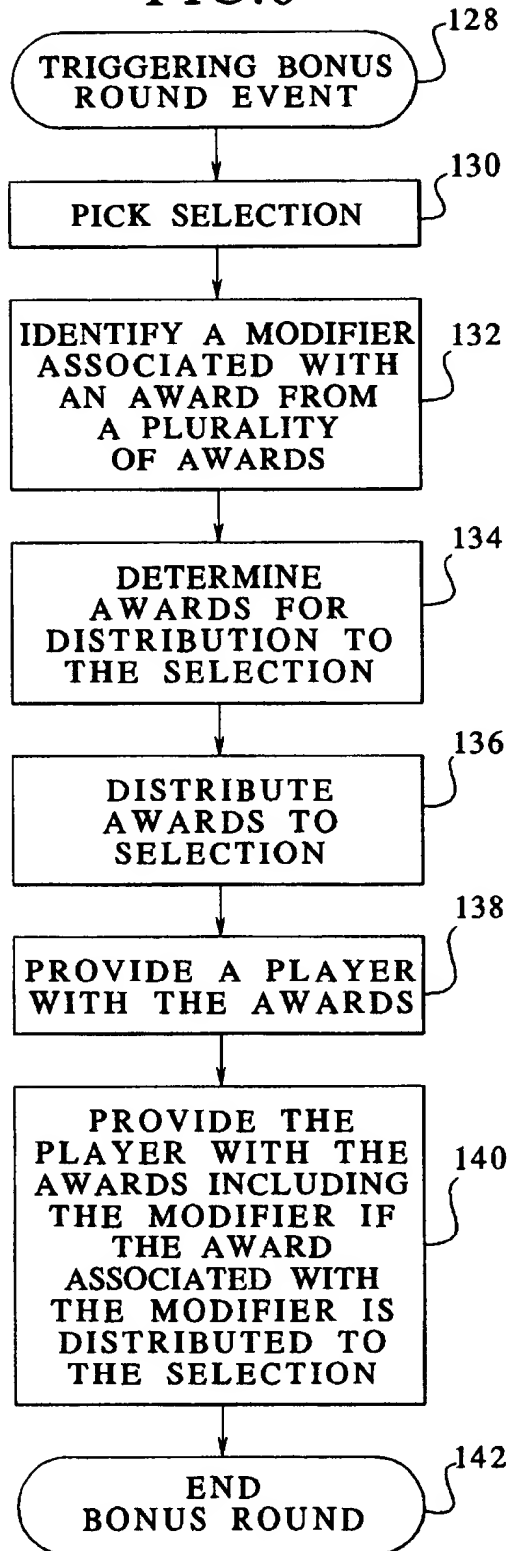 128
TRIGGERING BONUS
ROUND EVENT
130
PICK SELECTION
132
IDENTIFY A MODIFIER
ASSOCIATED WITH
AN AWARD FROM
A PLURALITY
OF AWARDS
134
DETERMINE
AWARDS FOR
DISTRIBUTION TO
THE SELECTION
136
DISTRIBUTE
AWARDS TO
SELECTION
138
PROVIDE A PLAYER
WITH THE AWARDS
140
PROVIDE THE
PLAYER WITH THE
AWARDS INCLUDING
THE MODIFIER IF
THE AWARD
ASSOCIATED WITH
THE MODIFIER IS
DISTRIBUTED TO
THE SELECTION
142
END
BONUS ROUND